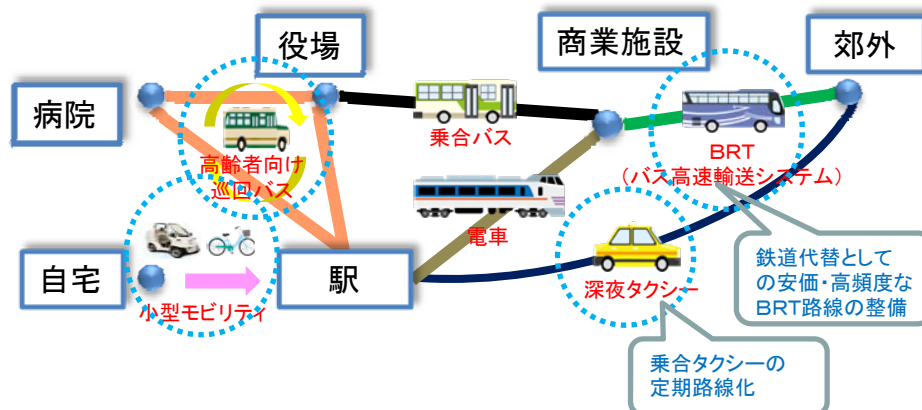 役場
商業施設
郊外
病院
乗合バス
高齢者向け
巡回バス
BRT
(バス高速輸送システム)
電車
自宅
駅
小型モビリティ
深夜タクシー
鉄道代替として
の安価・高頻度な
BRT路線の整備
乗合タクシーの
定期路線化